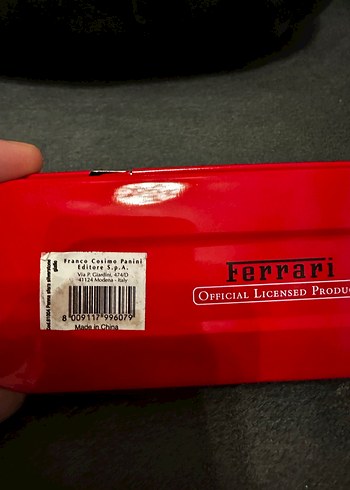 Franco Cosimo Panini
Editore S.p.A.
Via P. Giardini, 474/D
41124 Modena - Italy
8 009117 996079
Made in China
Ferrari
OFFICIAL LICENSED PRODUC